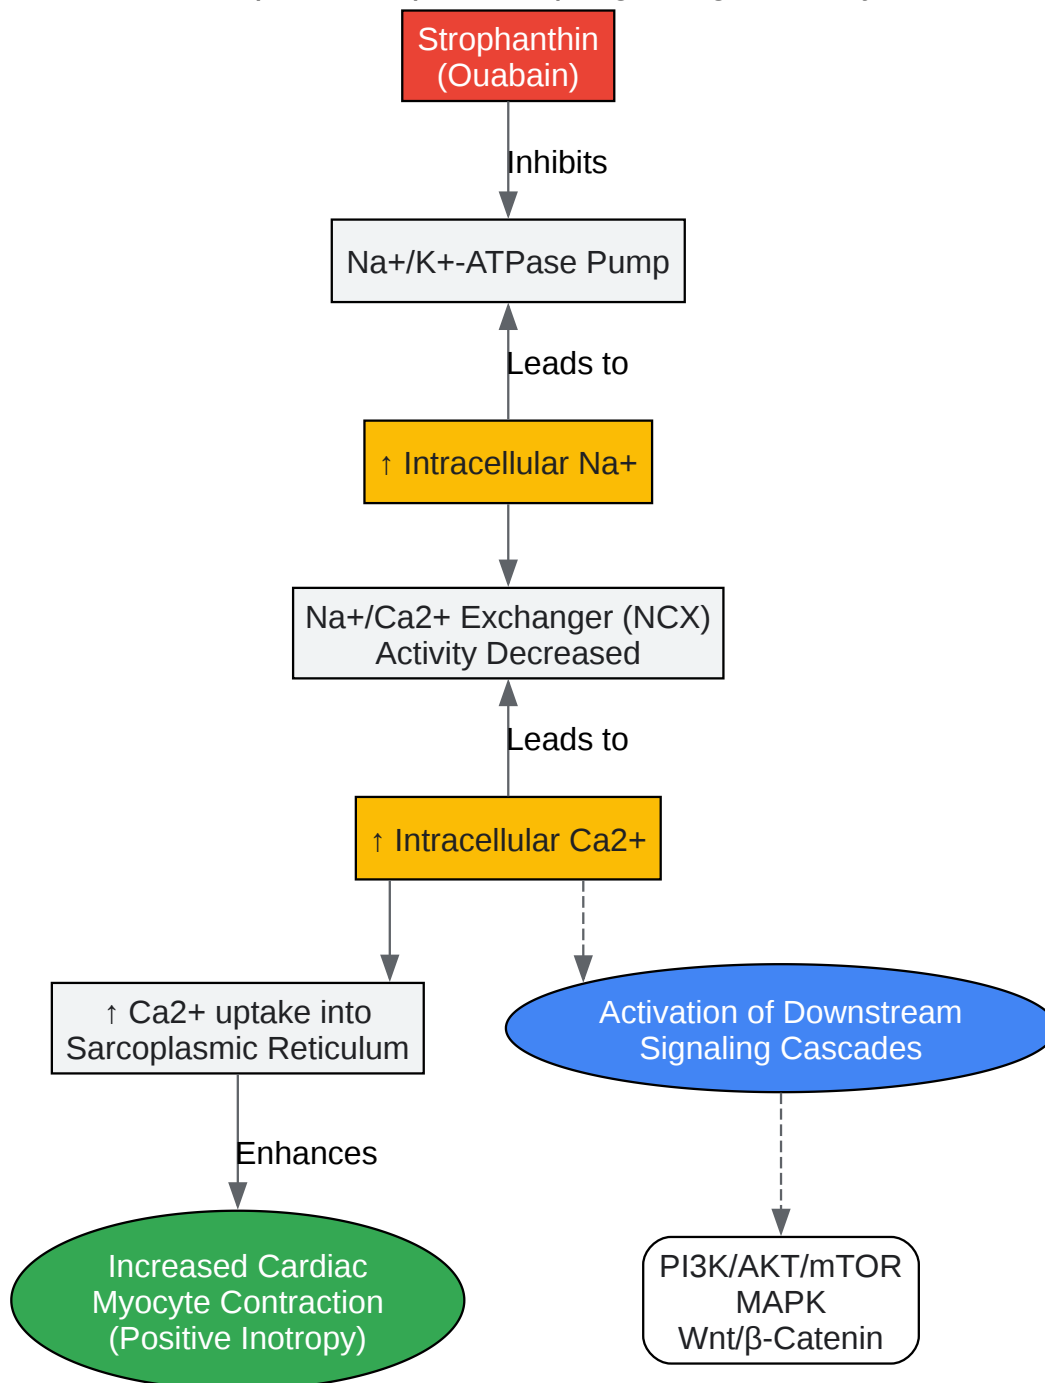 Strophanthin
(Ouabain)
Inhibits
Na+/K+-ATPase Pump
Leads to
↑ Intracellular Na+
Na+/Ca2+ Exchanger (NCX)
Activity Decreased
Leads to
↑ Intracellular Ca2+
↑ Ca2+ uptake into
Sarcoplasmic Reticulum
Activation of Downstream
Signaling Cascades
Enhances
Increased Cardiac
Myocyte Contraction
(Positive Inotropy)
PI3K/AKT/mTOR
MAPK
Wnt/β-Catenin